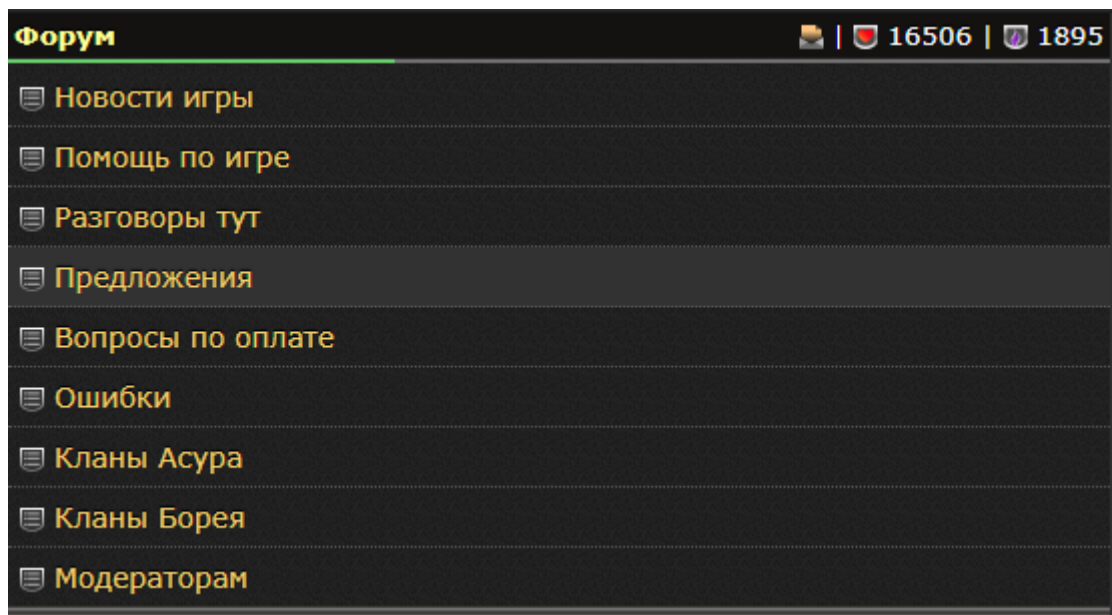 Форум | 16506 | 1895
Новости игры
Помощь по игре
Разговоры тут
Предложения
Вопросы по оплате
Ошибки
Кланы Асура
Кланы Борея
Модераторам